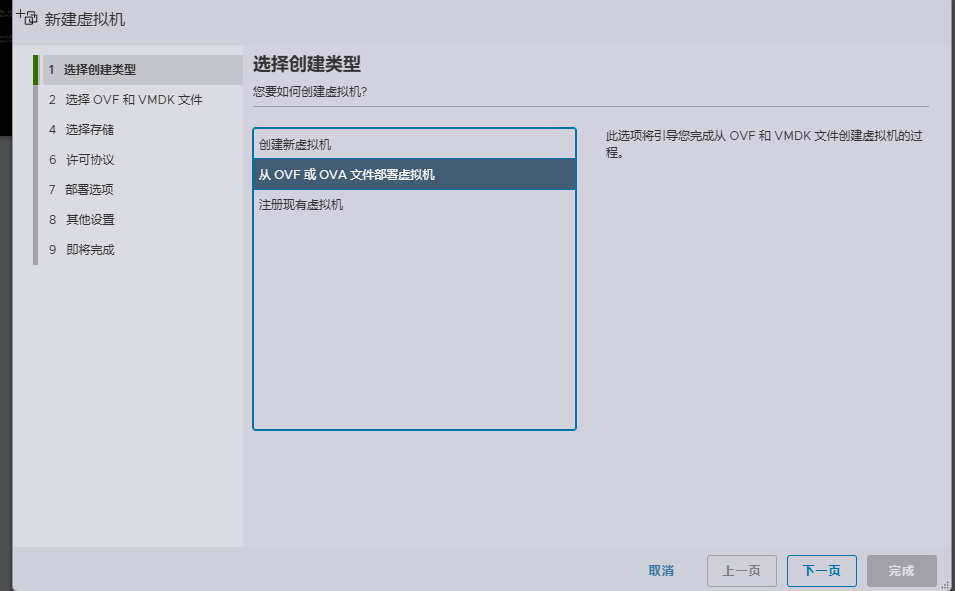 新建虚拟机
1 选择创建类型
2 选择 OVF 和 VMDK 文件
4 选择存储
6 许可协议
7 部署选项
8 其他设置
9 即将完成
选择创建类型
您要如何创建虚拟机?
创建新虚拟机
从 OVF 或 OVA 文件部署虚拟机
注册现有虚拟机
此选项将引导您完成从 OVF 和 VMDK 文件创建虚拟机的过
程。
取消
上一页
下一页
完成